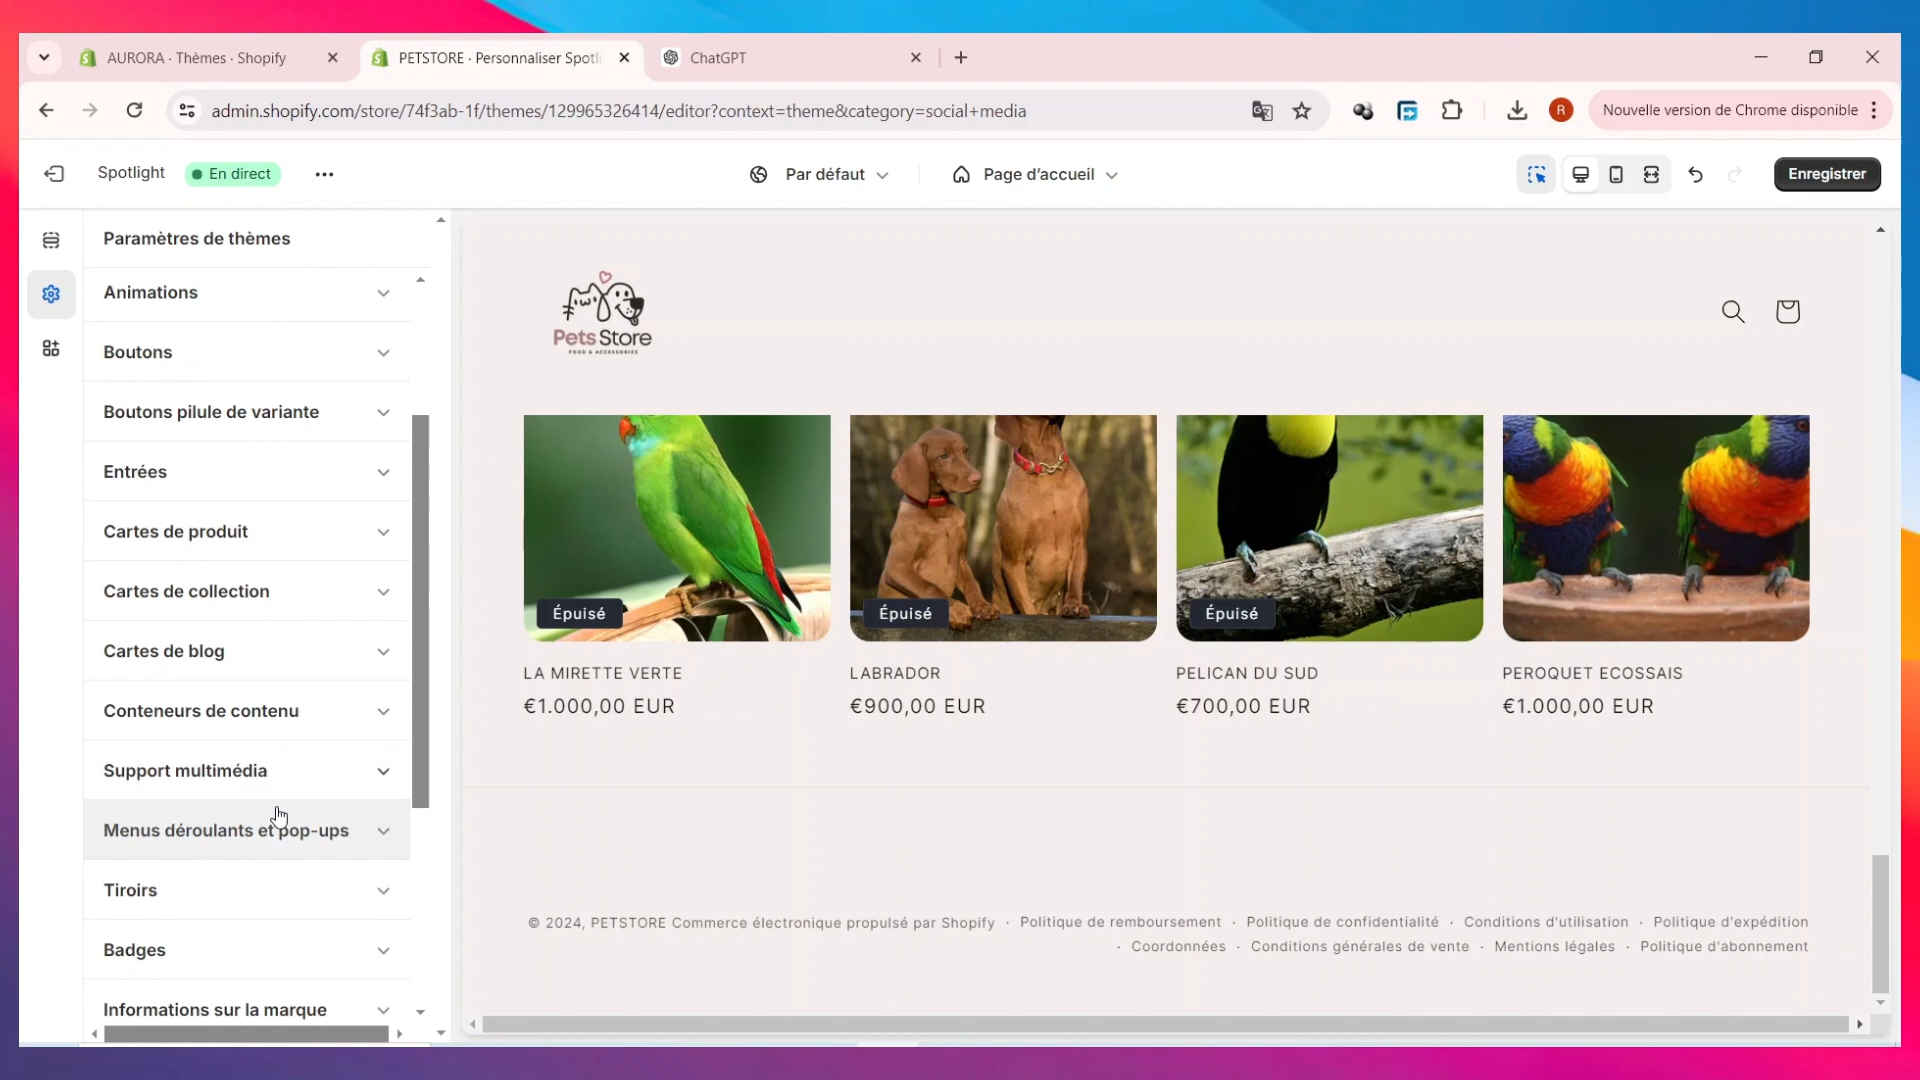 AURORA · Thèmes · Shopify
PETSTORE · Personnaliser Spotli
ChatGPT
admin.shopify.com/store/74f3ab-1f/themes/129965326414/editor?context=theme&category=social+media
R
Nouvelle version de Chrome disponible
Spotlight
En direct
Par défaut
Page d'accueil
Enregistrer
Paramètres de thèmes
Animations
Boutons
Boutons pilule de variante
Entrées
Cartes de produit
Cartes de collection
Cartes de blog
Conteneurs de contenu
Support multimédia
Menus déroulants et pop-ups
Tiroirs
Badges
Informations sur la marque
Pets Store
FOOD & ACCESSORIES
Épuisé
Épuisé
Épuisé
LA MIRETTE VERTE
LABRADOR
PELICAN DU SUD
PEROQUET ECOSSAIS
€1.000,00 EUR
€900,00 EUR
€700,00 EUR
€1.000,00 EUR
© 2024, PETSTORE Commerce électronique propulsé par Shopify · Politique de remboursement · Politique de confidentialité · Conditions d'utilisation · Politique d'expédition
· Coordonnées · Conditions générales de vente · Mentions légales · Politique d'abonnement